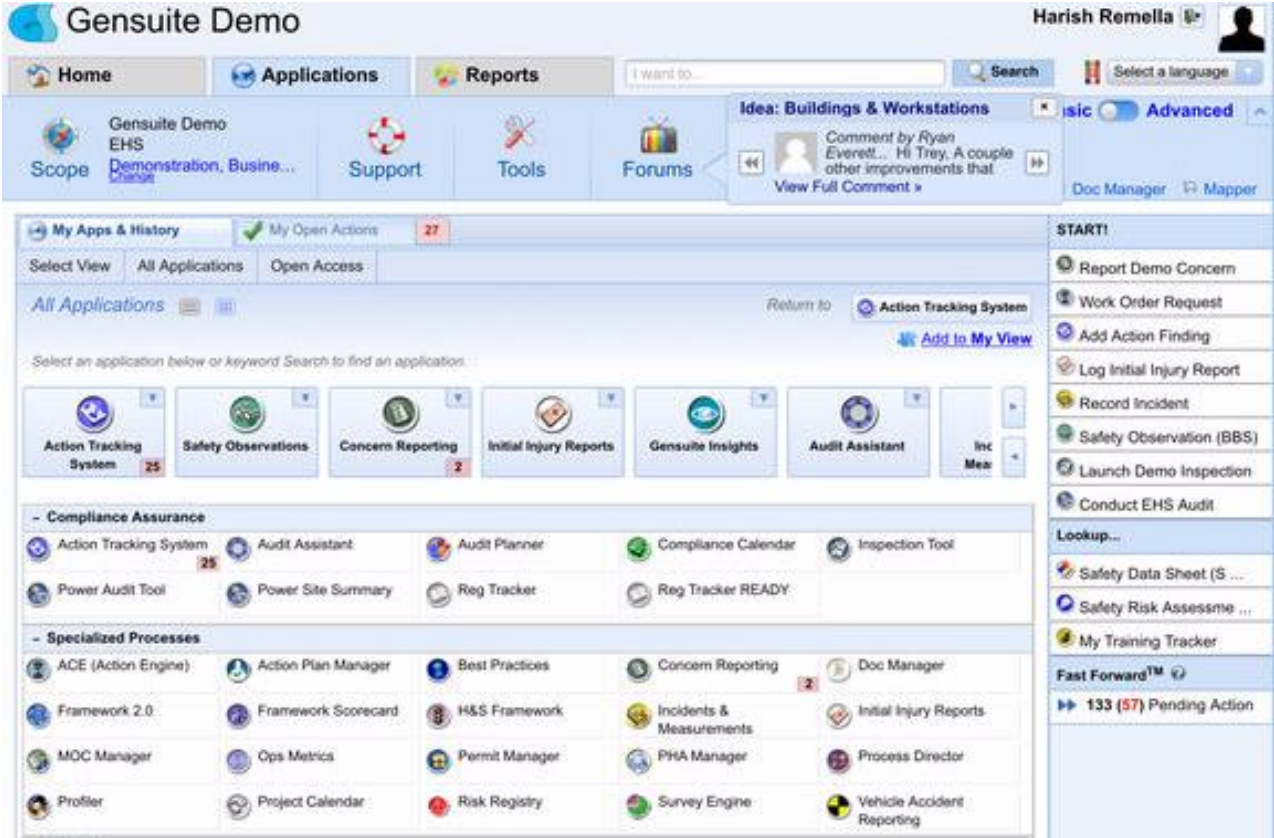 Gensuite Demo
Harish Remella
Home
Applications
Reports
I want to...
Search
Select a language
Scope
Gensuite Demo
EHS
Demonstration, Busine...
Change
Support
Tools
Forums
Idea: Buildings & Workstations
Comment by Ryan
Everett... Hi Trey, A couple
other improvements that
View Full Comment »
sic
Advanced
Doc Manager
Mapper
My Apps & History
My Open Actions
27
Select View
All Applications
Open Access
All Applications
Return to
Action Tracking System
Add to My View
Select an application below or keyword Search to find an application.
Action Tracking
System
25
Safety Observations
Concern Reporting
2
Initial Injury Reports
Gensuite Insights
Audit Assistant
Inc
Mea
– Compliance Assurance
Action Tracking System
25
Audit Assistant
Audit Planner
Compliance Calendar
Inspection Tool
Power Audit Tool
Power Site Summary
Reg Tracker
Reg Tracker READY
– Specialized Processes
ACE (Action Engine)
Action Plan Manager
Best Practices
Concern Reporting
2
Doc Manager
Framework 2.0
Framework Scorecard
H&S Framework
Incidents &
Measurements
Initial Injury Reports
MOC Manager
Ops Metrics
Permit Manager
PHA Manager
Process Director
Profiler
Project Calendar
Risk Registry
Survey Engine
Vehicle Accident
Reporting
START!
Report Demo Concern
Work Order Request
Add Action Finding
Log Initial Injury Report
Record Incident
Safety Observation (BBS)
Launch Demo Inspection
Conduct EHS Audit
Lookup...
Safety Data Sheet (S ...
Safety Risk Assessme ...
My Training Tracker
Fast Forward™
133 (57) Pending Action